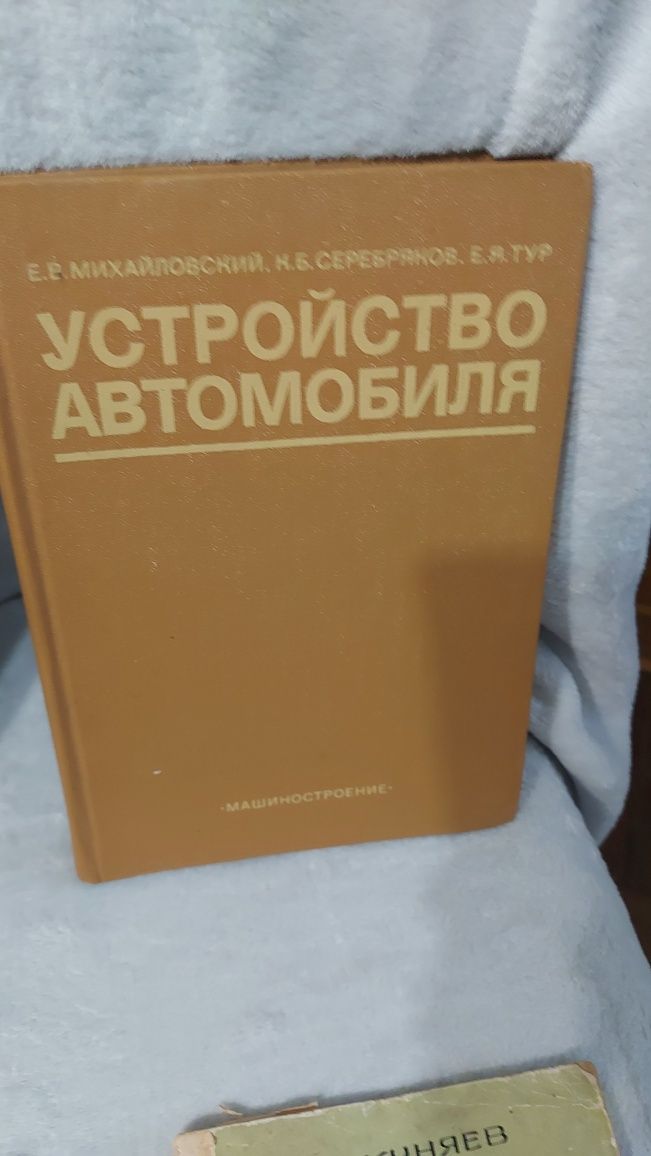 Е.В. МИХАЙЛОВСКИЙ, К.Б. СЕРЕБРЯКОВ, Е.Я. ТУР
УСТРОЙСТВО
АВТОМОБИЛЯ
·МАШИНОСТРОЕНИЕ·